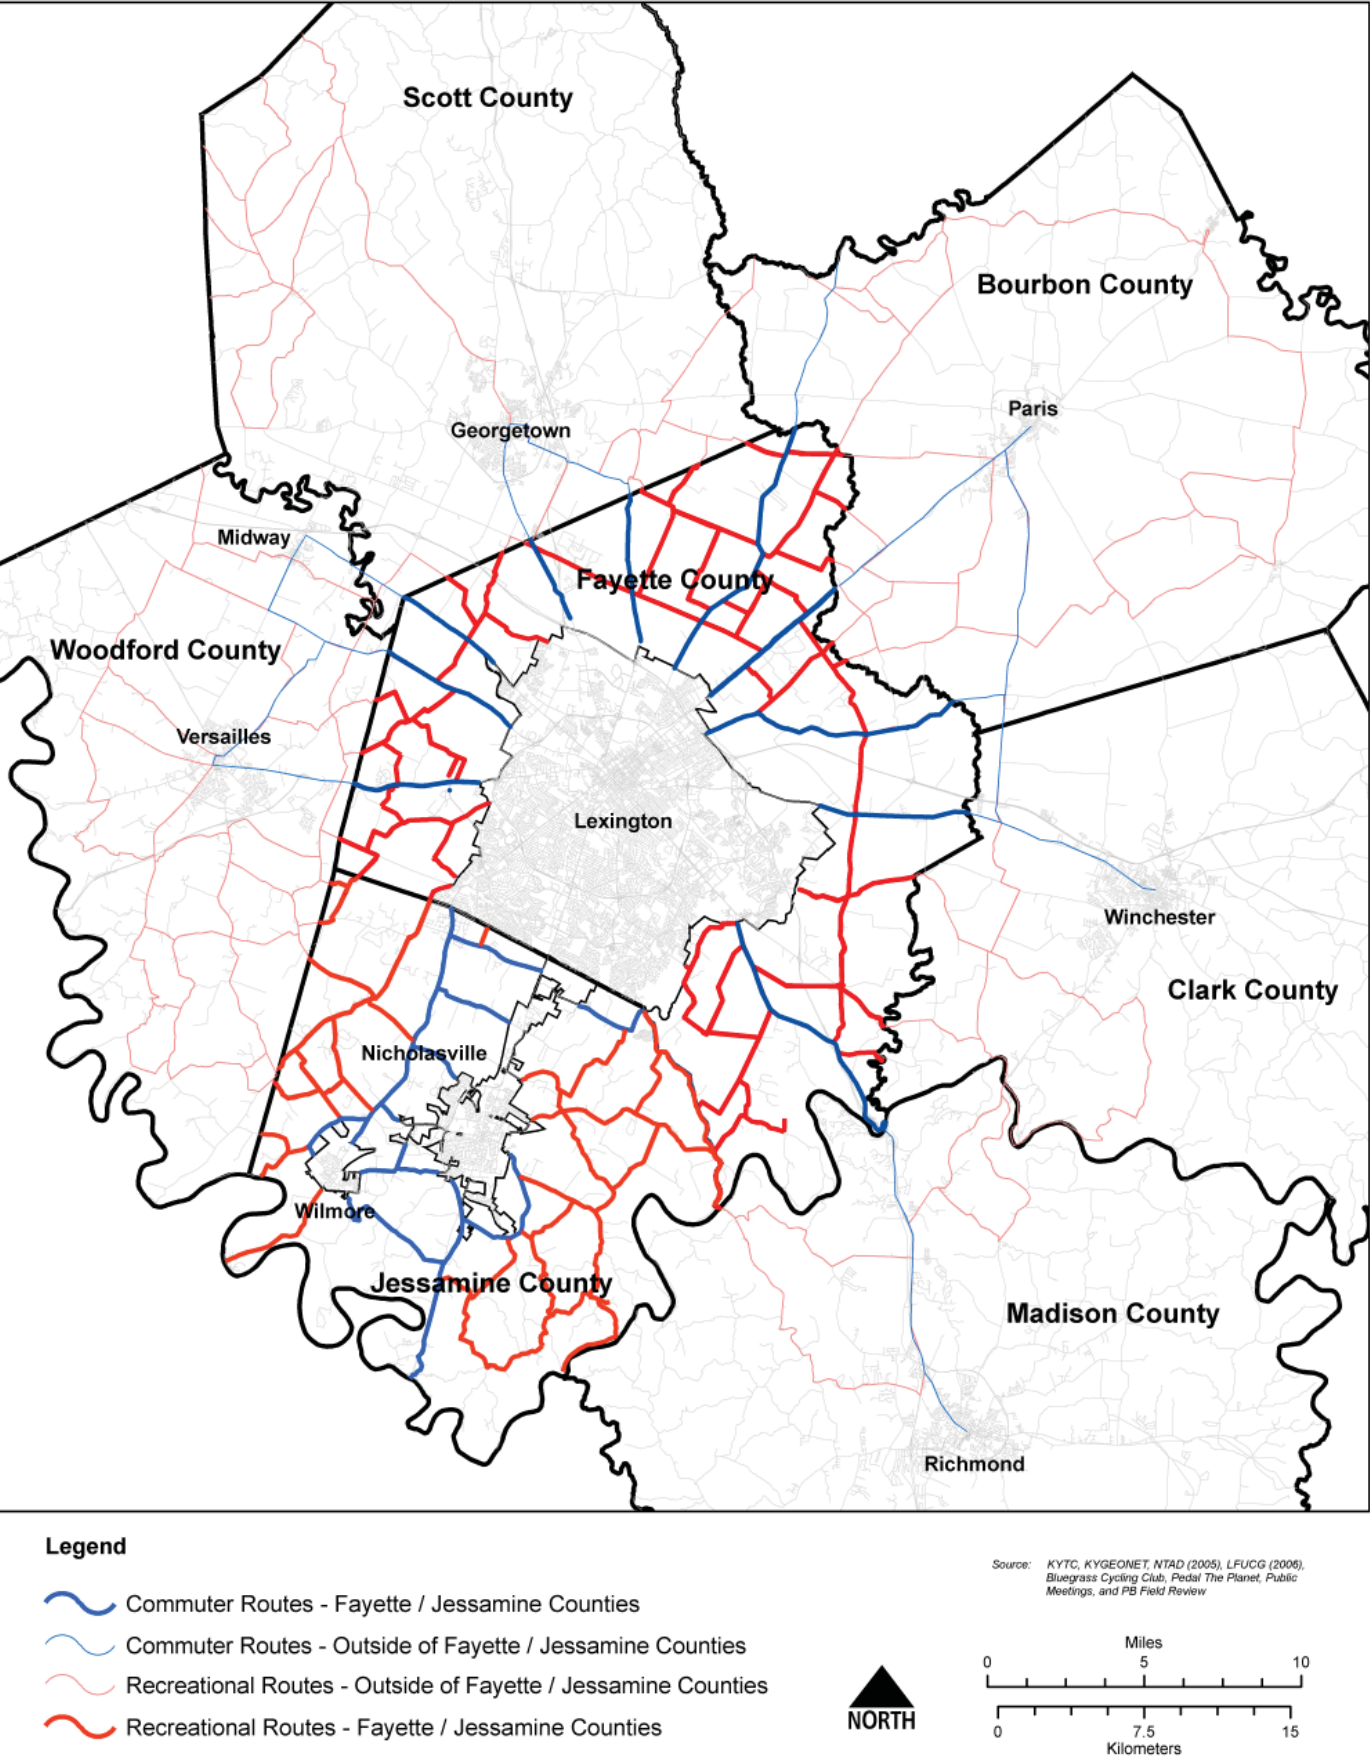 Scott County
Bourbon County
Paris
Georgetown
Midway
Fayette County
Woodford County
Versailles
Lexington
Winchester
Clark County
Nicholasville
Wilmore
Jessamine County
Madison County
Richmond
Legend
Commuter Routes - Fayette / Jessamine Counties
Commuter Routes - Outside of Fayette / Jessamine Counties
Recreational Routes - Outside of Fayette / Jessamine Counties
Recreational Routes - Fayette / Jessamine Counties
NORTH
Source: KYTC, KYGEONET, NTAD (2005), LFUCG (2006),
Bluegrass Cycling Club, Pedal The Planet, Public
Meetings, and PB Field Review
Miles
0 5 10
0 7.5 15
Kilometers